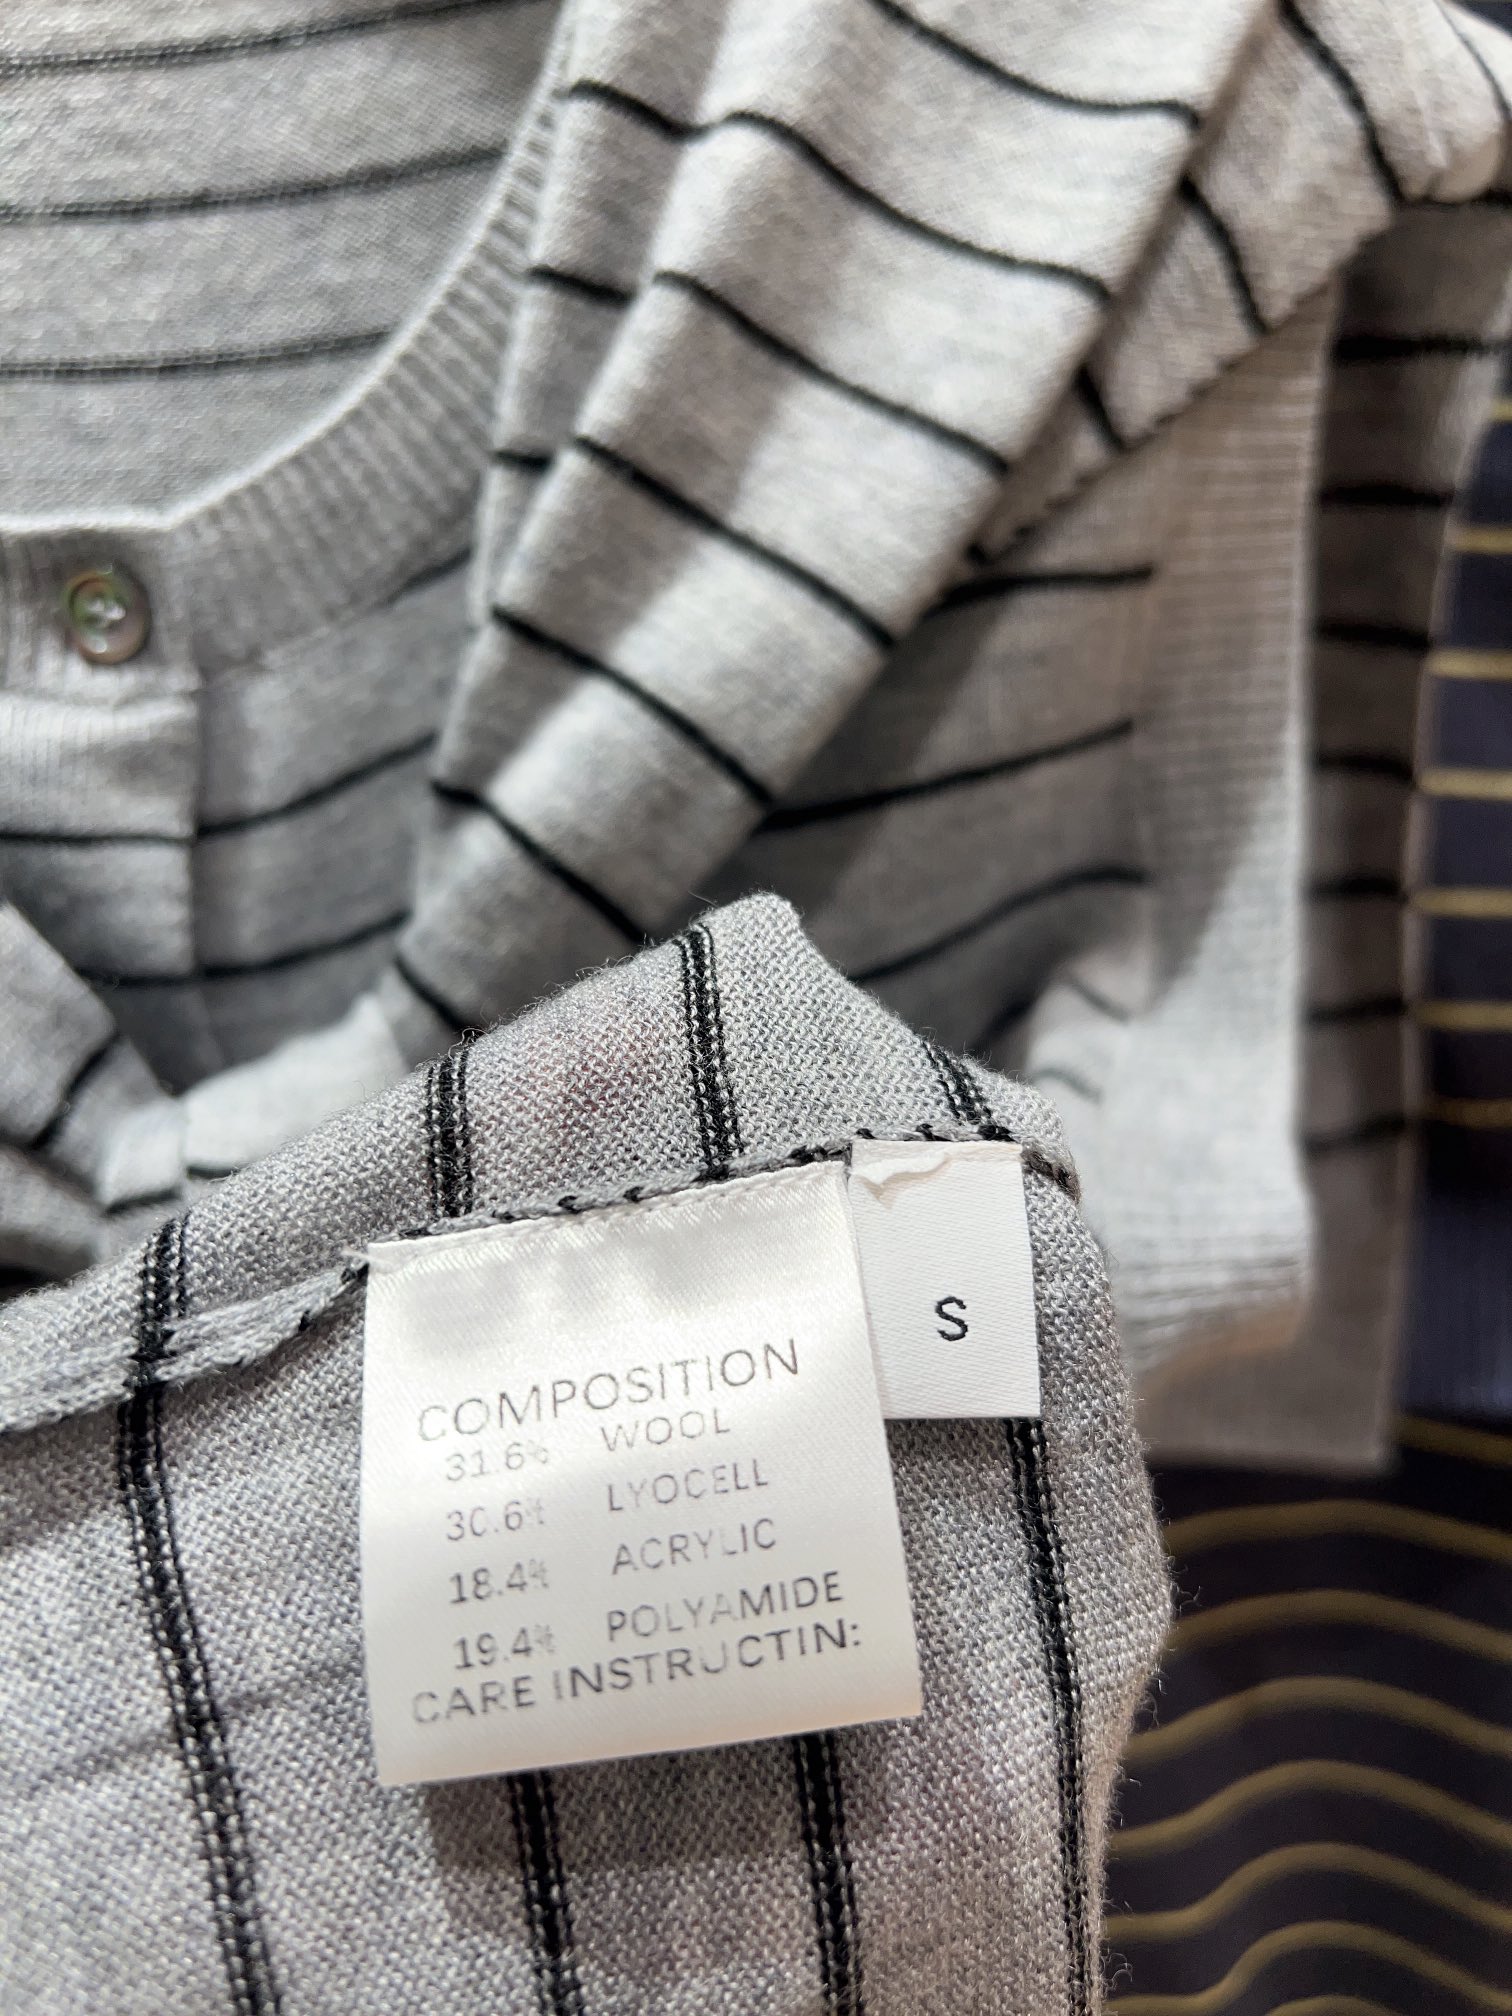 S
COMPOSITION
31.6% WOOL
30.6% LYOCELL
18.4% ACRYLIC
19.4% POLYAMIDE
CARE INSTRUCTIN: